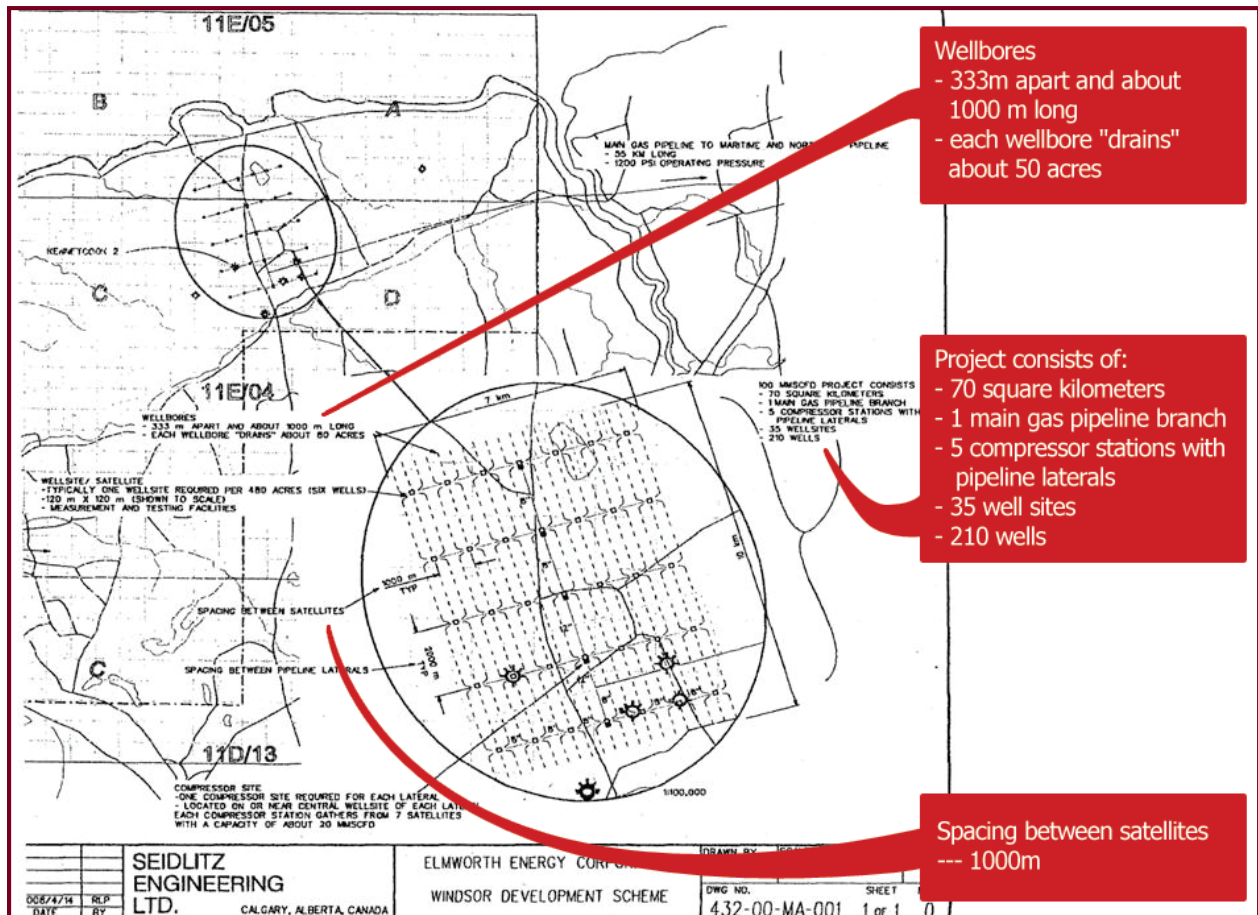 11E/05
B
A
MAIN GAS PIPELINE TO MARITIME AND PIPELINE
- 55 KM LONG
- 1200 PSI OPERATING PRESSURE
KENNETCOOK 2
C
D
11E/04
WELLBORES
- 333 m APART AND ABOUT 1000 m LONG
- EACH WELLBORE "DRAINS" ABOUT 80 ACRES
WELLSITE/ SATELLITE
-TYPICALLY ONE WELLSITE REQUIRED PER 480 ACRES (SIX WELLS)
-120 m X 120 m (SHOWN TO SCALE)
- MEASUREMENT AND TESTING FACILITIES
7 km
10 km
100 MMSCFD PROJECT CONSISTS
- 70 SQUARE KILOMETERS
- 1 MAIN GAS PIPELINE BRANCH
- 5 COMPRESSOR STATIONS WITH
PIPELINE LATERALS
35 WELLSITES
210 WELLS
1000 m
TYP
SPACING BETWEEN SATELLITES
2000 m
TYP
SPACING BETWEEN PIPELINE LATERALS
C
11D/13
COMPRESSOR SITE
-ONE COMPRESSOR SITE REQUIRED FOR EACH LATERAL
- LOCATED ON OR NEAR CENTRAL WELLSITE OF EACH
EACH COMPRESSOR STATION GATHERS FROM 7 SATELLITES
WITH A CAPACITY OF ABOUT 20 MMSCFD
1:100,000
SEIDLITZ
ENGINEERING
LTD.
CALGARY, ALBERTA, CANADA
008/4/14 RLP
DATE BY
ELMWORTH ENERGY
WINDSOR DEVELOPMENT SCHEME
DRAWN BY
DWG NO. SHEET
432-00-MA-001 1 of 1 0
Wellbores
- 333m apart and about
1000 m long
- each wellbore "drains"
about 50 acres
Project consists of:
- 70 square kilometers
- 1 main gas pipeline branch
- 5 compressor stations with
pipeline laterals
- 35 well sites
- 210 wells
Spacing between satellites
--- 1000m